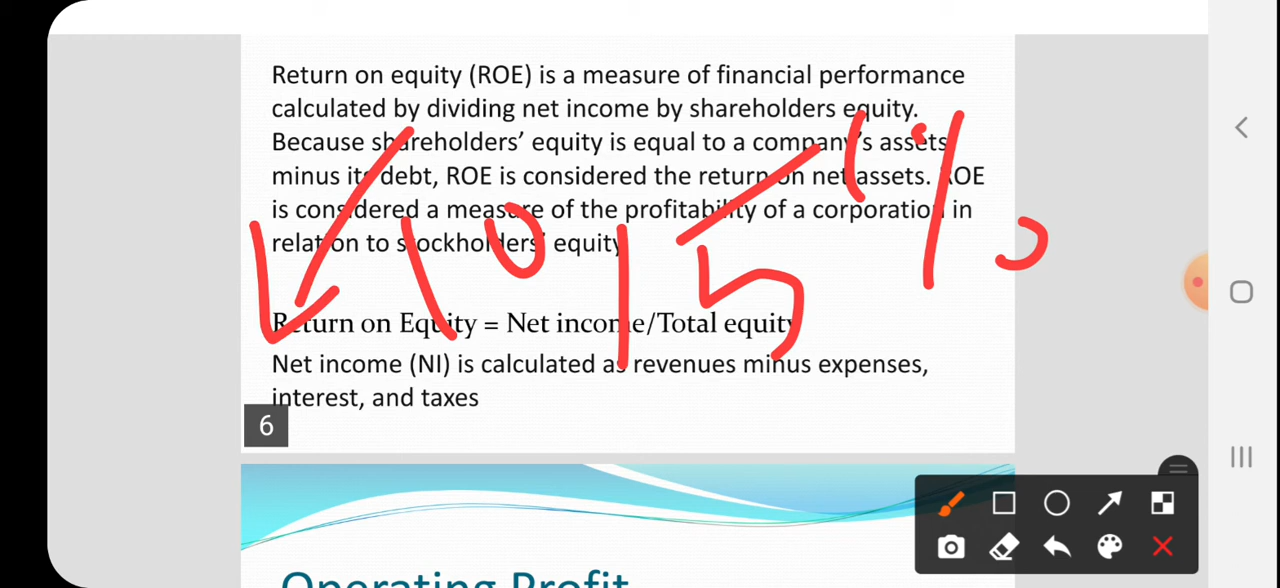 Return on equity (ROE) is a measure of financial performance
calculated by dividing net income by shareholders equity.
Because shareholders' equity is equal to a company's assets
minus its debt, ROE is considered the return on net assets. ROE
is considered a measure of the profitability of a corporation in
relation to stockholders' equity
Return on Equity = Net income/Total equity
Net income (NI) is calculated as revenues minus expenses,
interest, and taxes
6
10 15 %
Operating Profit